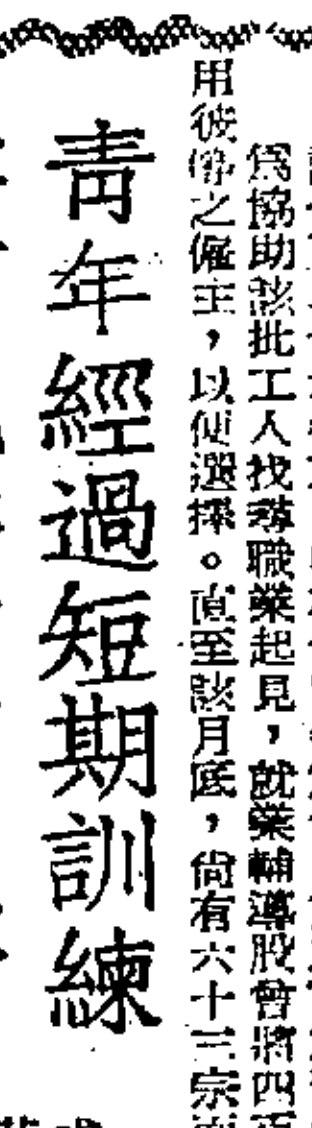 為協助該批工人找尋職業起見，就業輔導股曾將四
用彼等之僱主，以便選擇。直至該月底，尙有六十三宗
青年經過短期訓練